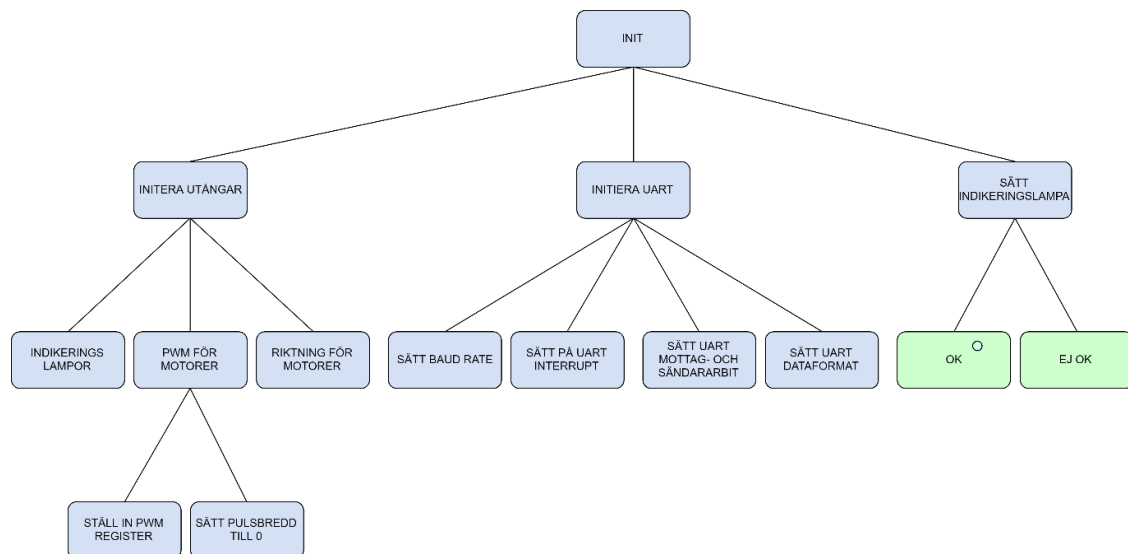 INIT
INITERA UTÅNGAR
INITIERA UART
SÄTT
INDIKERINGSLAMPA
INDIKERINGS
LAMPOR
PWM FÖR
MOTORER
RIKTNING FÖR
MOTORER
SÄTT BAUD RATE
SÄTT PÅ UART
INTERRUPT
SÄTT UART
MOTTAG- OCH
SÄNDARARBIT
SÄTT UART
DATAFORMAT
OK
EJ OK
STÄLL IN PWM
REGISTER
SÄTT PULSBREDD
TILL 0